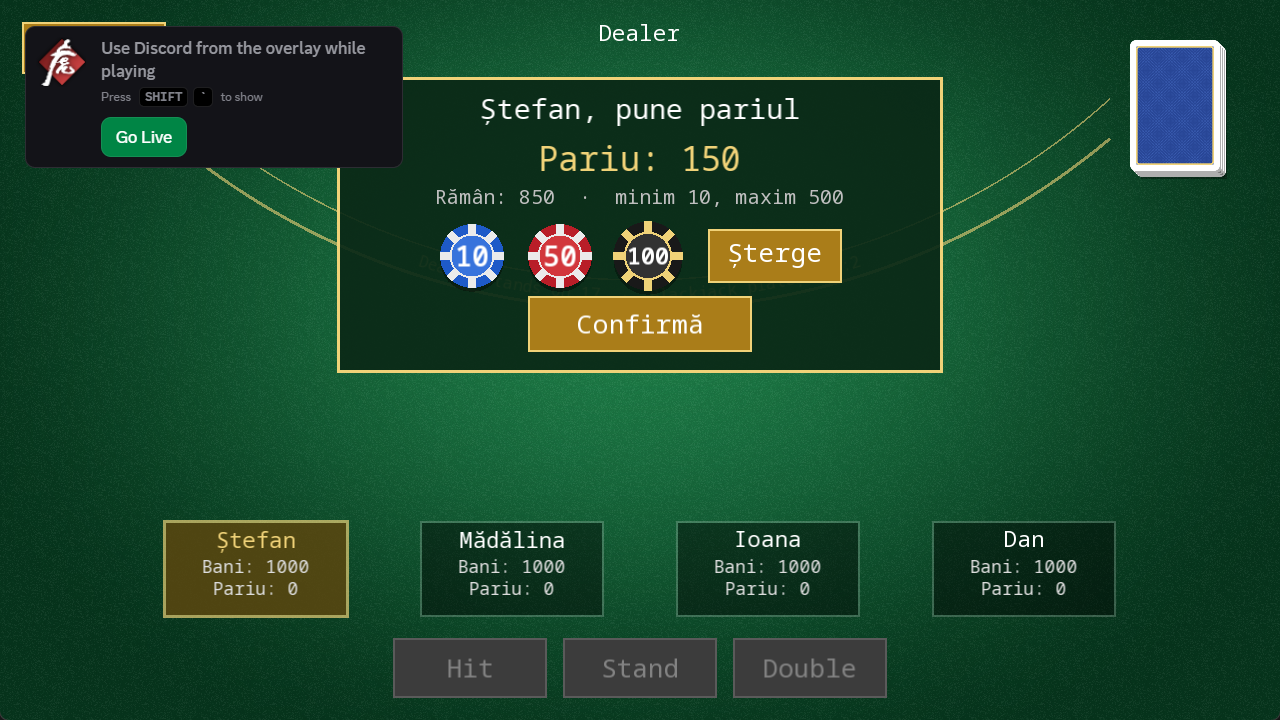 Dealer
Use Discord from the overlay while
playing
Press SHIFT ` to show
Go Live
Ștefan, pune pariul
Pariu: 150
Rămân: 850 · minim 10, maxim 500
10 50 100 Șterge
Confirmă
Ștefan
Bani: 1000
Pariu: 0
Mădălina
Bani: 1000
Pariu: 0
Ioana
Bani: 1000
Pariu: 0
Dan
Bani: 1000
Pariu: 0
Hit Stand Double